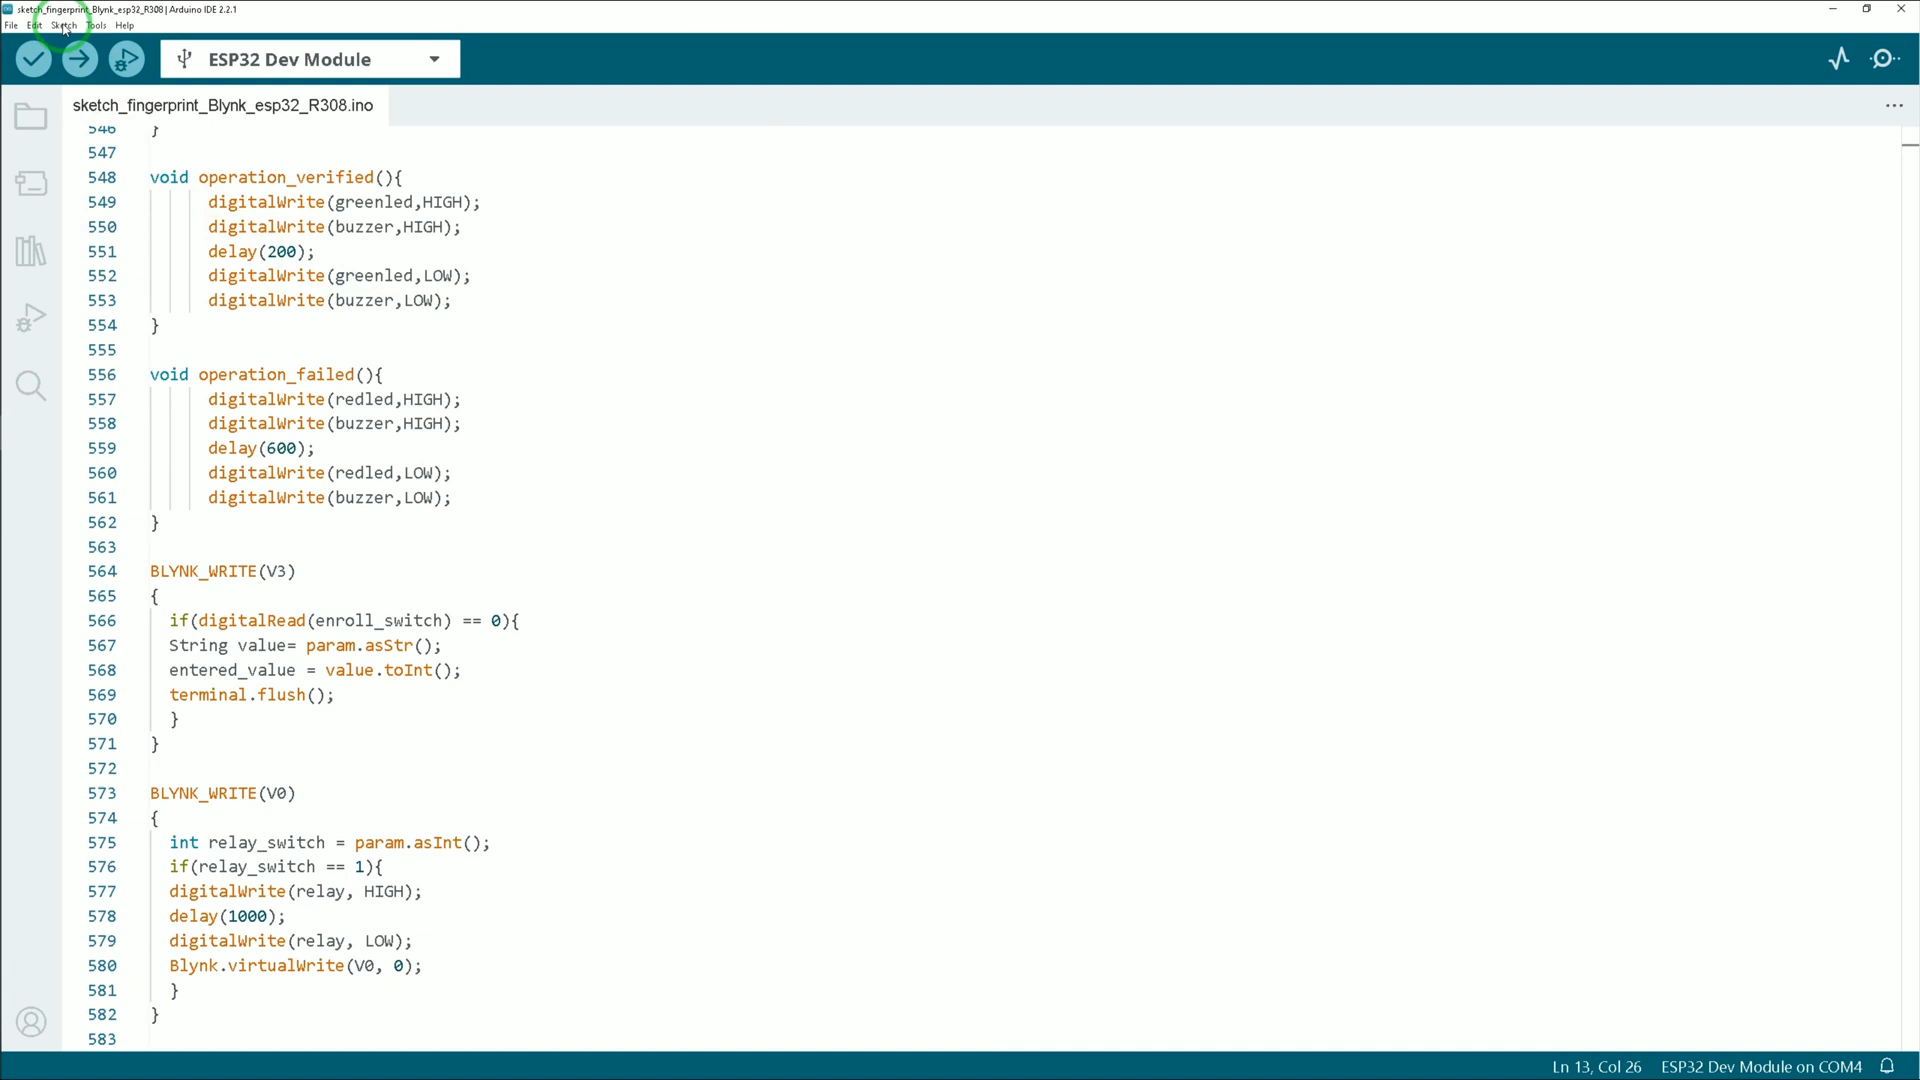 sketch_fingerprint_Blynk_esp32_R308 | Arduino IDE 2.2.1
File Edit Sketch Tools Help
ESP32 Dev Module
sketch_fingerprint_Blynk_esp32_R308.ino
546 }
547
548 void operation_verified(){
549 digitalWrite(greenled,HIGH);
550 digitalWrite(buzzer,HIGH);
551 delay(200);
552 digitalWrite(greenled,LOW);
553 digitalWrite(buzzer,LOW);
554 }
555
556 void operation_failed(){
557 digitalWrite(redled,HIGH);
558 digitalWrite(buzzer,HIGH);
559 delay(600);
560 digitalWrite(redled,LOW);
561 digitalWrite(buzzer,LOW);
562 }
563
564 BLYNK_WRITE(V3)
565 {
566 if(digitalRead(enroll_switch) == 0){
567 String value= param.asStr();
568 entered_value = value.toInt();
569 terminal.flush();
570 }
571 }
572
573 BLYNK_WRITE(V0)
574 {
575 int relay_switch = param.asInt();
576 if(relay_switch == 1){
577 digitalWrite(relay, HIGH);
578 delay(1000);
579 digitalWrite(relay, LOW);
580 Blynk.virtualWrite(V0, 0);
581 }
582 }
583
Ln 13, Col 26 ESP32 Dev Module on COM4